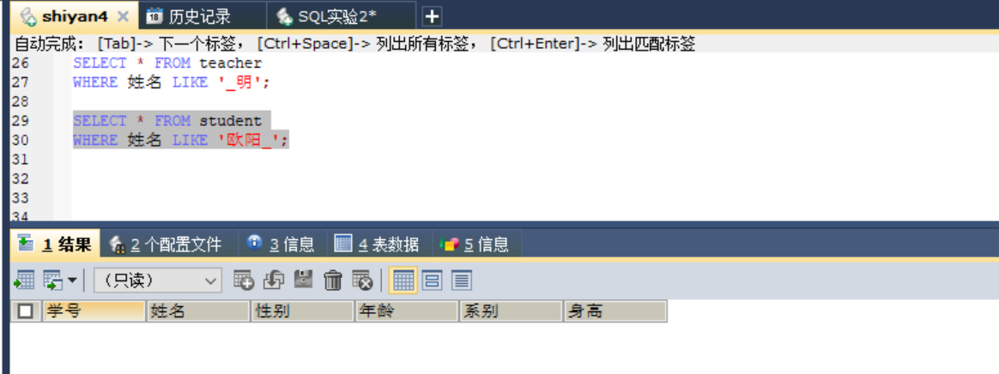 shiyan4 历史记录 SQL实验2*
自动完成: [Tab]-> 下一个标签, [Ctrl+Space]-> 列出所有标签, [Ctrl+Enter]-> 列出匹配标签
26 SELECT * FROM teacher
27 WHERE 姓名 LIKE '_明';
28
29 SELECT * FROM student
30 WHERE 姓名 LIKE '欧阳_';
31
32
33
34
1 结果 2 个配置文件 3 信息 4 表数据 5 信息
(只读)
学号 姓名 性别 年龄 系别 身高